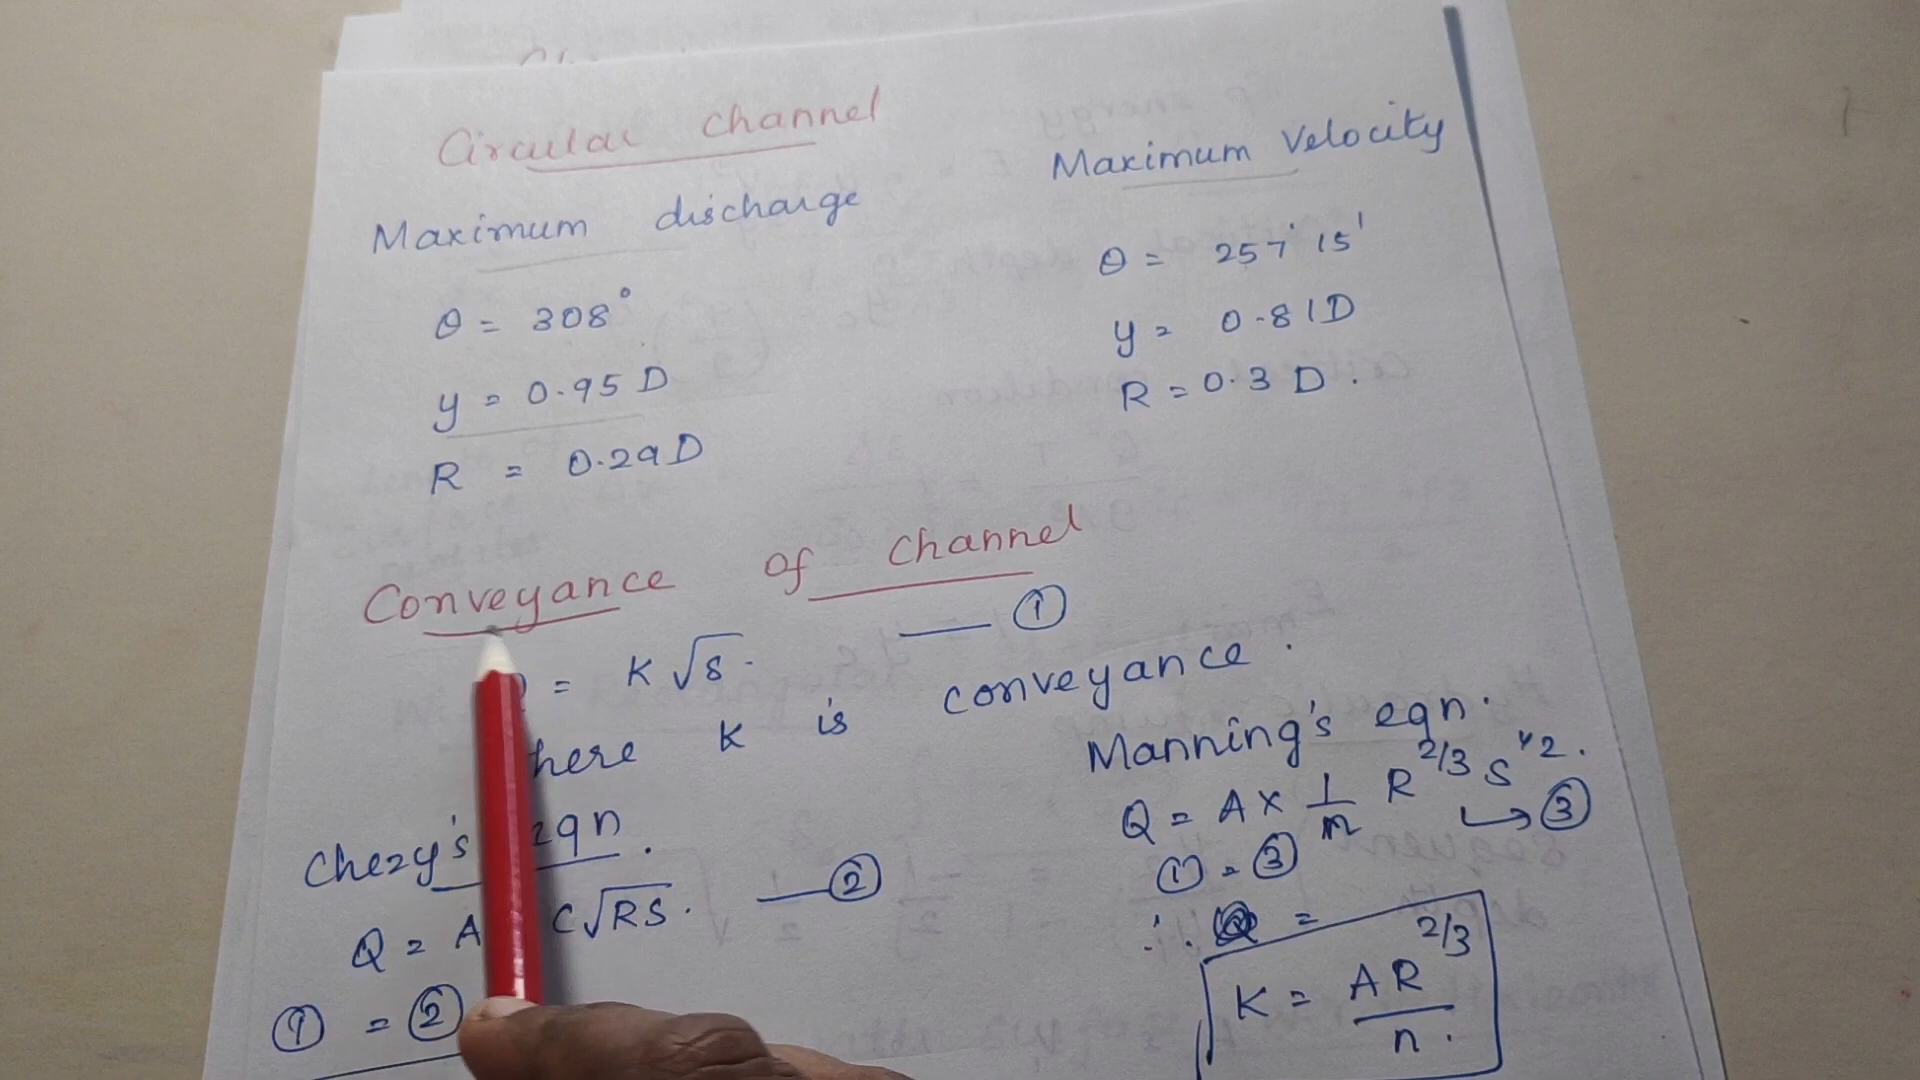 Circular channel
Maximum discharge
θ = 308°
y = 0.95 D
R = 0.29D
Maximum Velocity
θ = 257° 15'
y = 0.81D
R = 0.3 D.
Conveyance of channel
= K √S. — ①
here K is conveyance.
Chezy's eqn.
Q = A C√RS. — ②
① = ②
Manning's eqn.
Q = A × 1/n R^2/3 S^1/2. → ③
① = ③
∴ =
K = AR^2/3 / n.